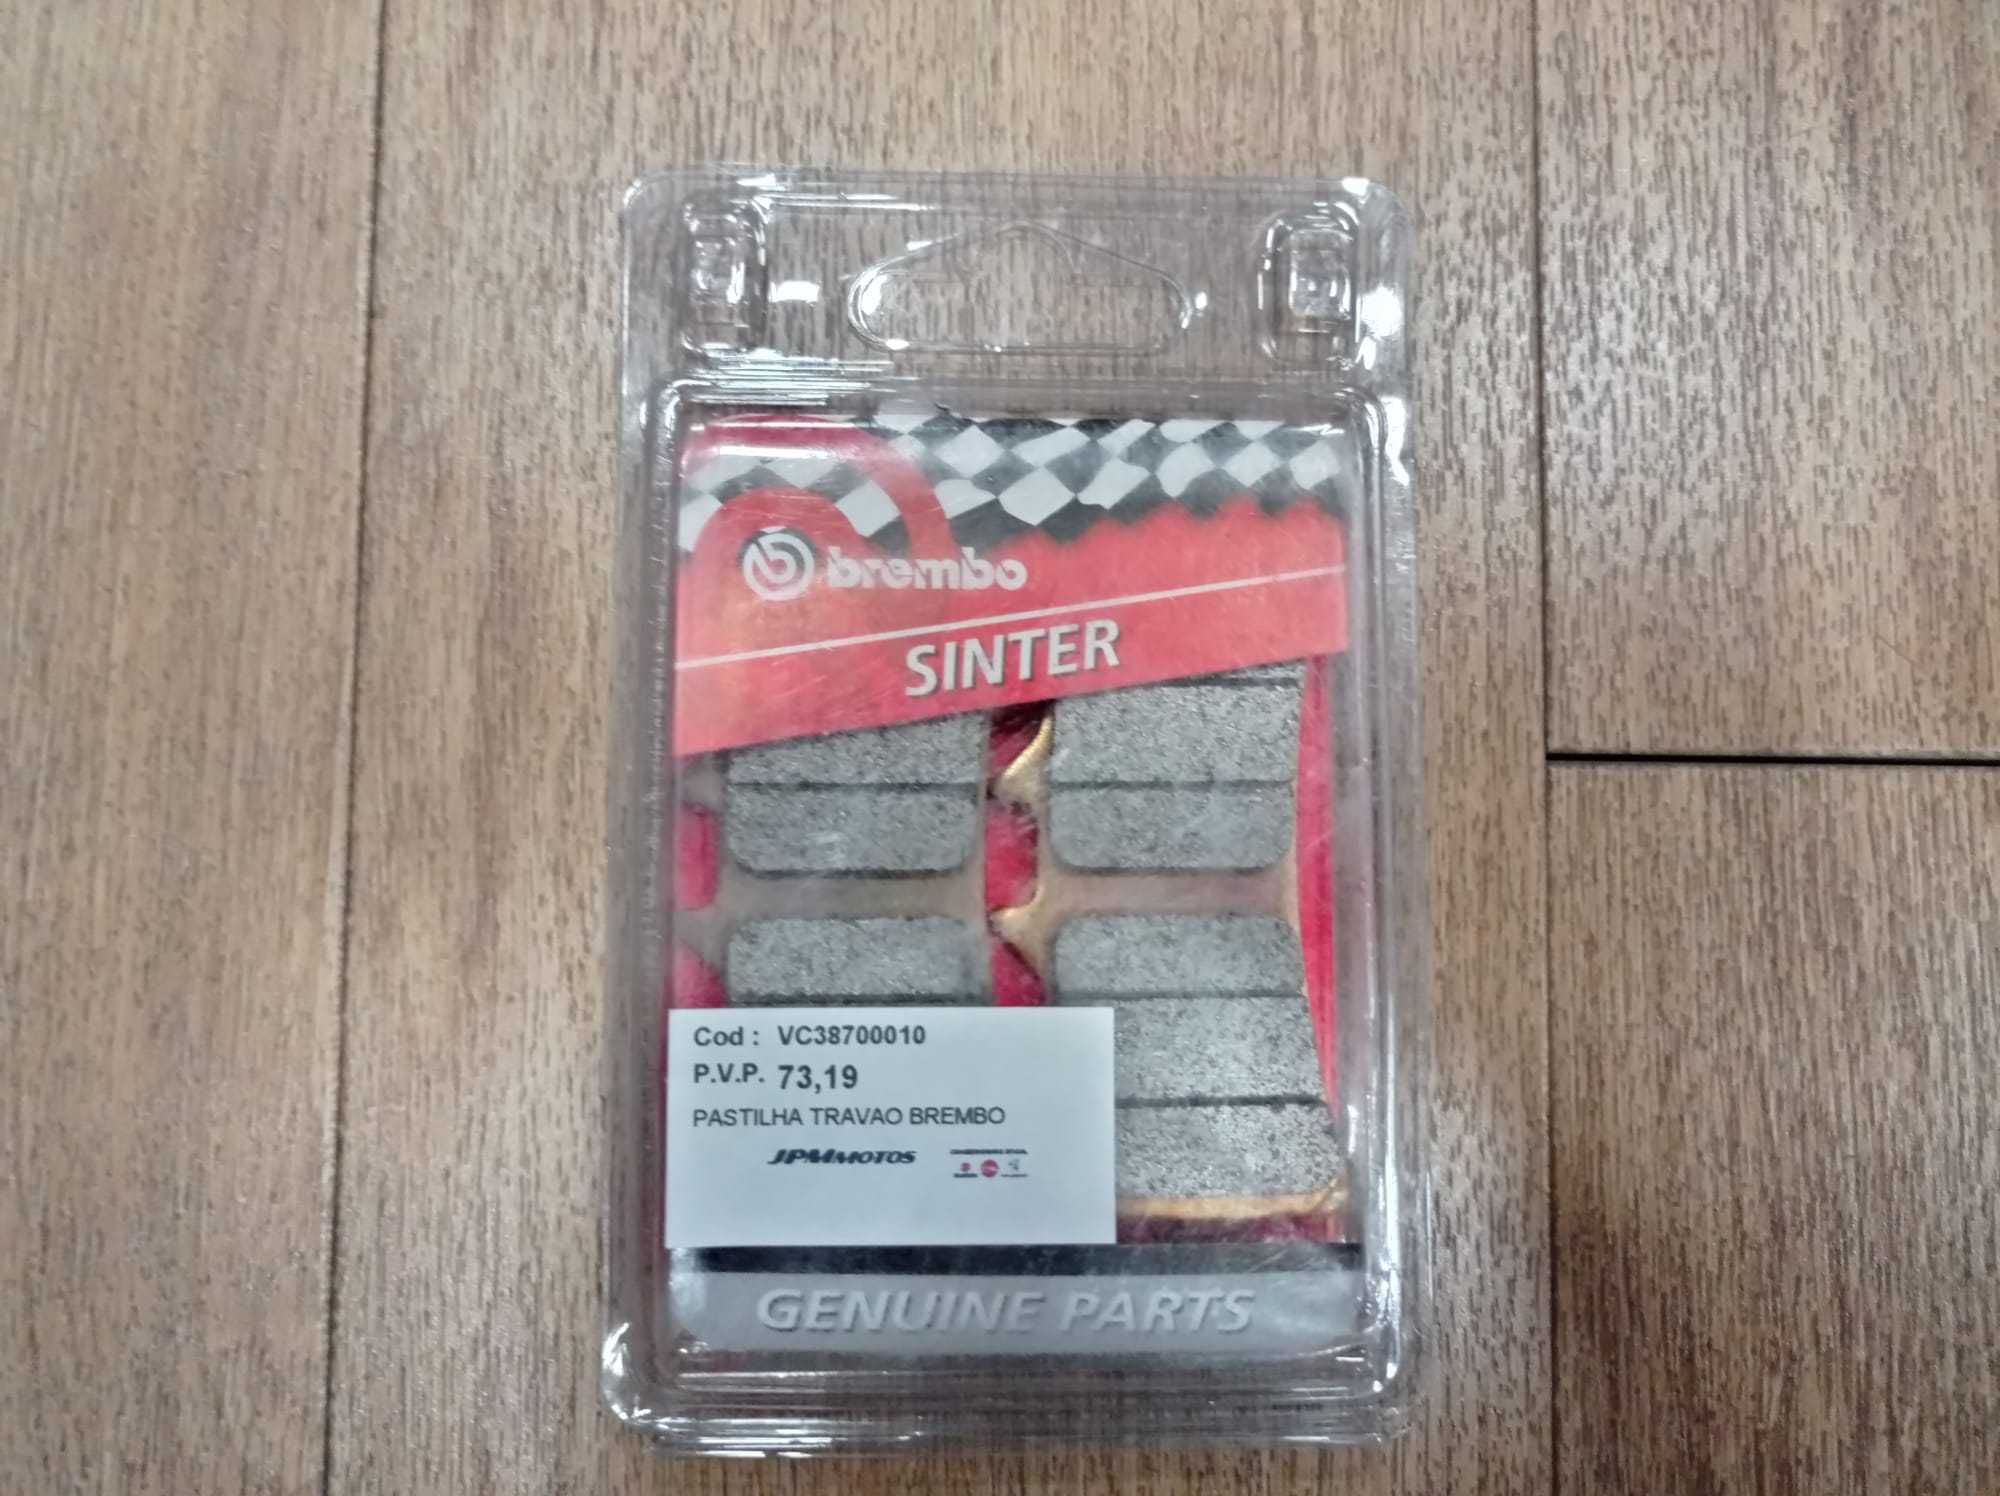 brembo
SINTER
Cod : VC38700010
P.V.P. 73,19
PASTILHA TRAVAO BREMBO
JPMMOTOS
GENUINE PARTS